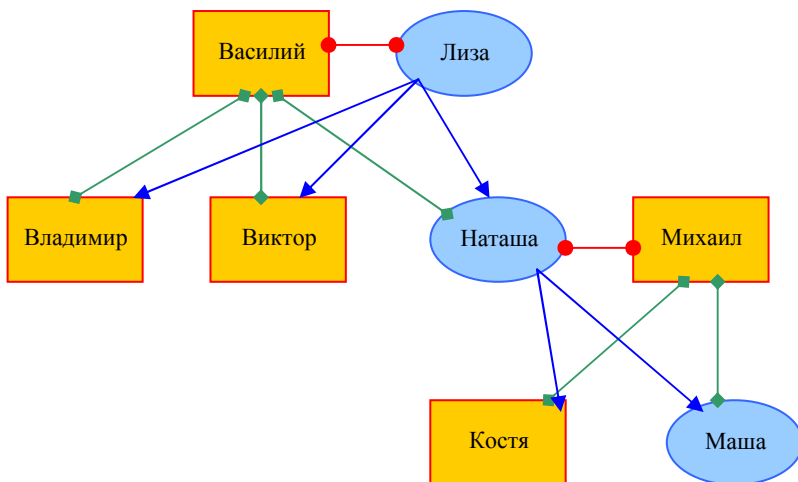 Василий
Лиза
Владимир
Виктор
Наташа
Михаил
Костя
Маша